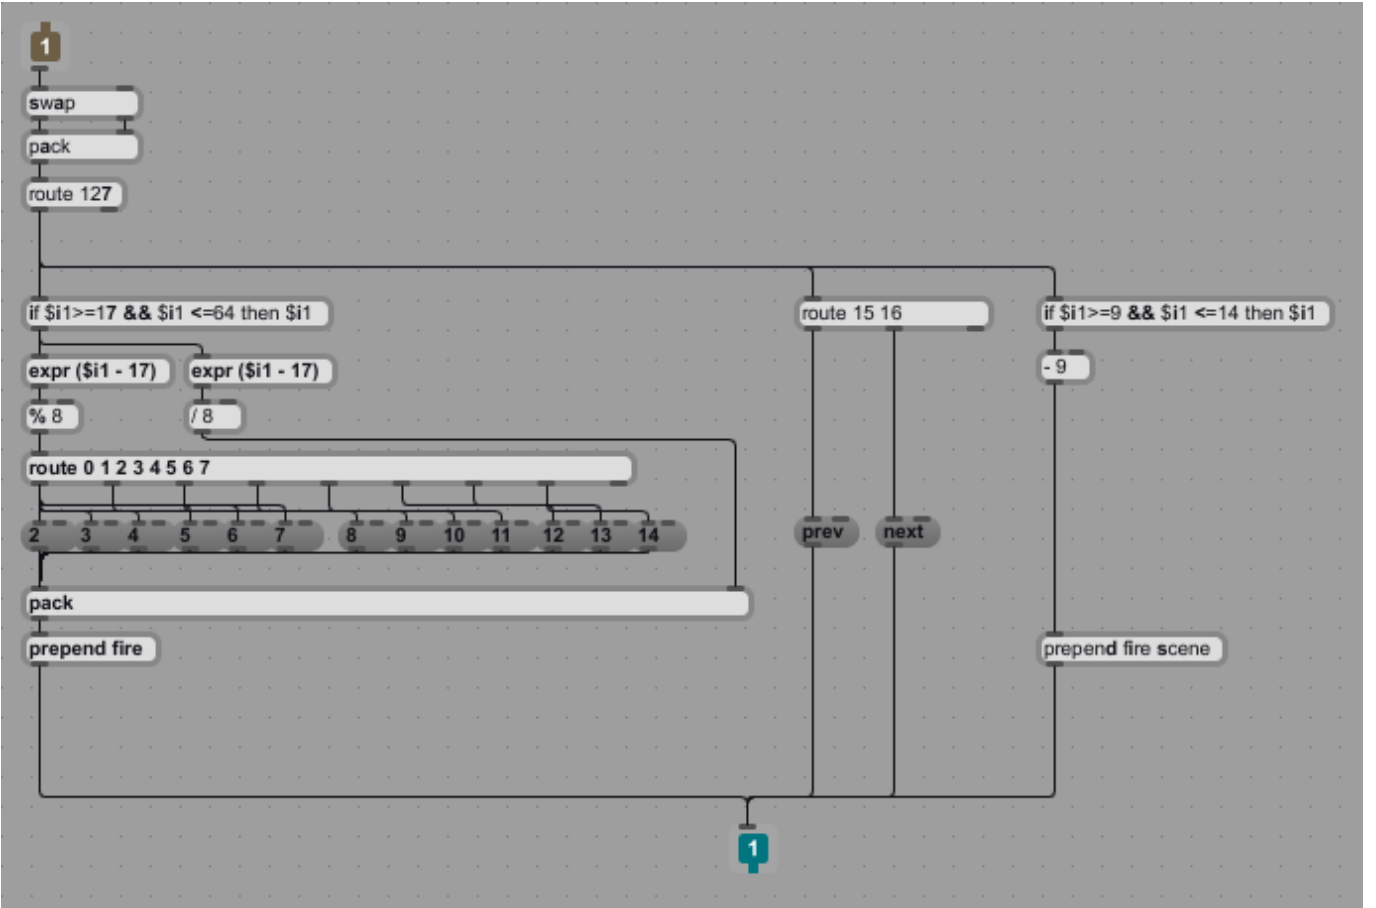 1
swap
pack
route 127
if $i1>=17 && $i1 <=64 then $i1
route 15 16
if $i1>=9 && $i1 <=14 then $i1
expr ($i1 - 17)
expr ($i1 - 17)
- 9
% 8
/ 8
route 0 1 2 3 4 5 6 7
2 3 4 5 6 7 8 9 10 11 12 13 14
prev
next
pack
prepend fire
prepend fire scene
1